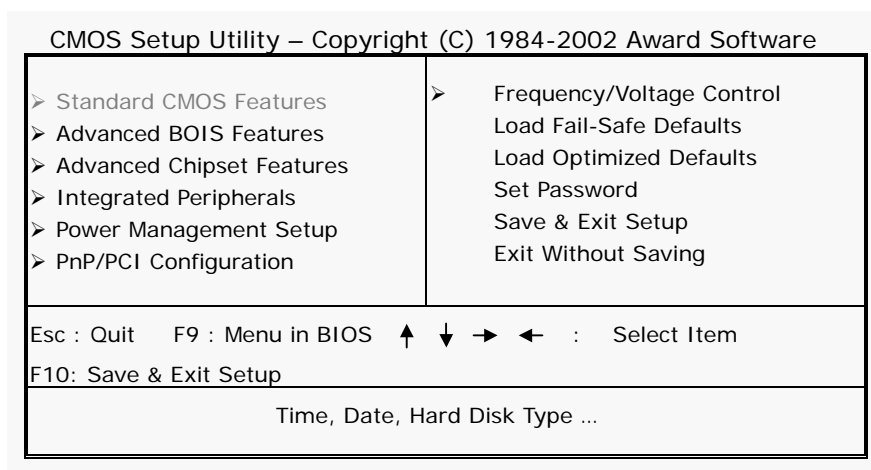 CMOS Setup Utility – Copyright (C) 1984-2002 Award Software
➢ Standard CMOS Features
➢ Advanced BOIS Features
➢ Advanced Chipset Features
➢ Integrated Peripherals
➢ Power Management Setup
➢ PnP/PCI Configuration
➢ Frequency/Voltage Control
Load Fail-Safe Defaults
Load Optimized Defaults
Set Password
Save & Exit Setup
Exit Without Saving
Esc : Quit F9 : Menu in BIOS ↑ ↓ → ← : Select Item
F10: Save & Exit Setup
Time, Date, Hard Disk Type ...